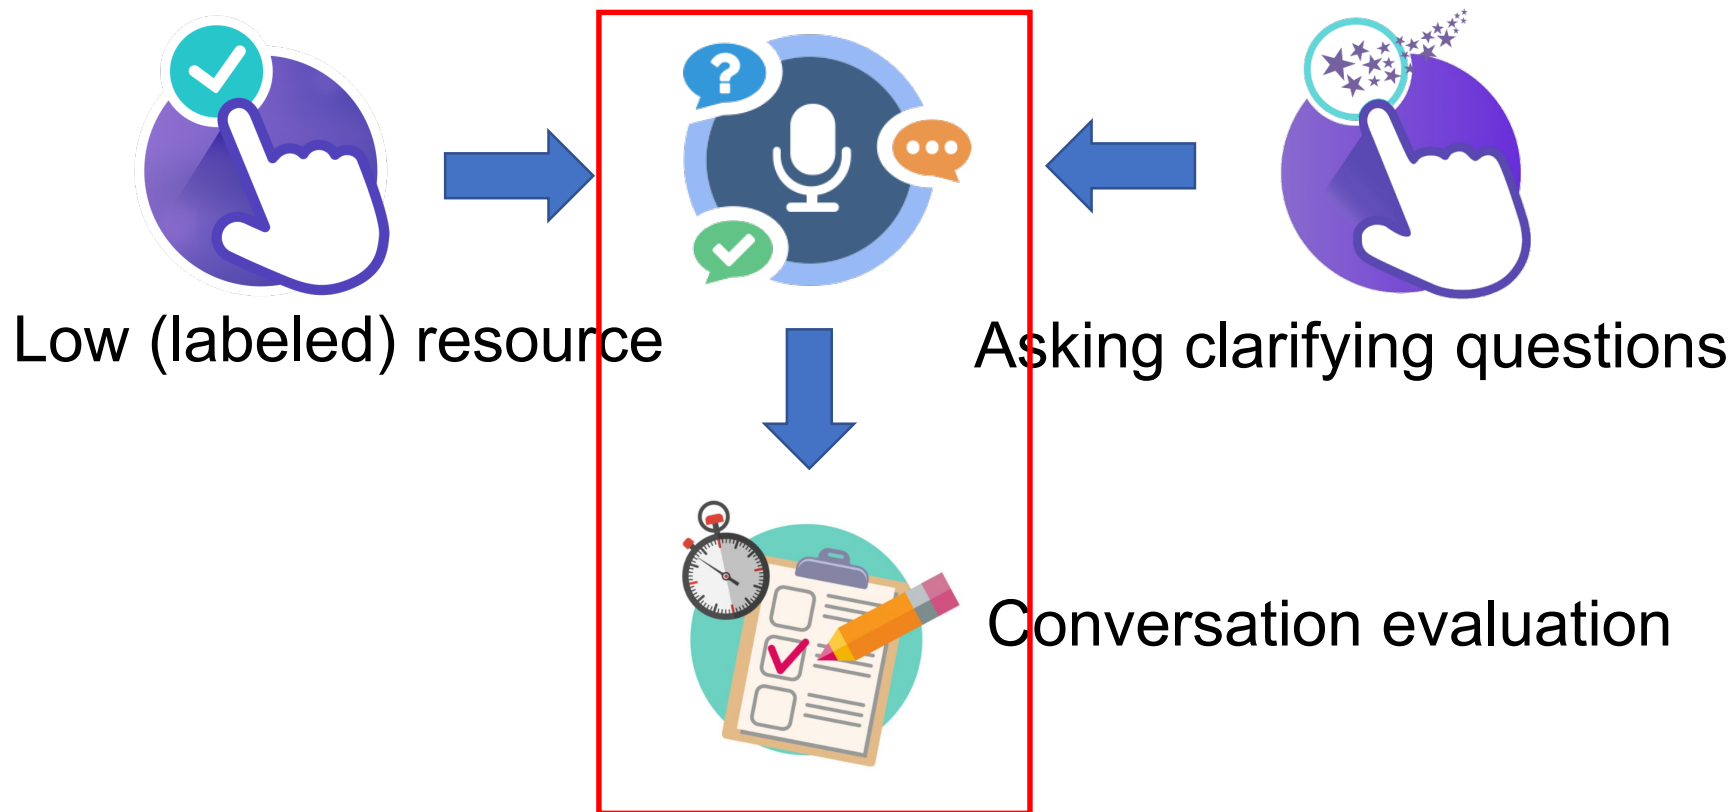 Low (labeled) resource
Asking clarifying questions
Conversation evaluation